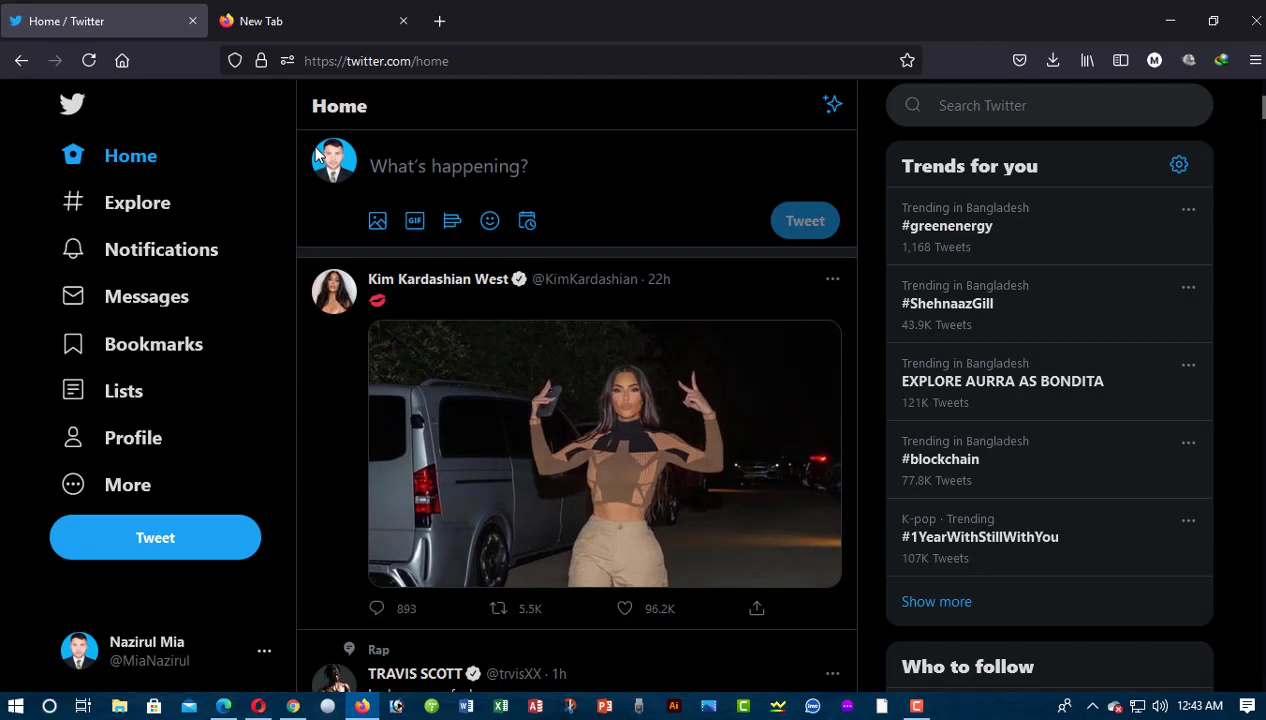 Home / Twitter
New Tab
https://twitter.com/home
M
Home
Explore
Notifications
Messages
Bookmarks
Lists
Profile
More
Tweet
Nazirul Mia
@MiaNazirul
Home
What's happening?
GIF
Tweet
Kim Kardashian West @KimKardashian · 22h
893 5.5K 96.2K
Rap
TRAVIS SCOTT @trvisXX · 1h
Search Twitter
Trends for you
Trending in Bangladesh
#greenenergy
1,168 Tweets
Trending in Bangladesh
#ShehnaazGill
43.9K Tweets
Trending in Bangladesh
EXPLORE AURRA AS BONDITA
121K Tweets
Trending in Bangladesh
#blockchain
77.8K Tweets
K-pop · Trending
#1YearWithStillWithYou
107K Tweets
Show more
Who to follow
12:43 AM